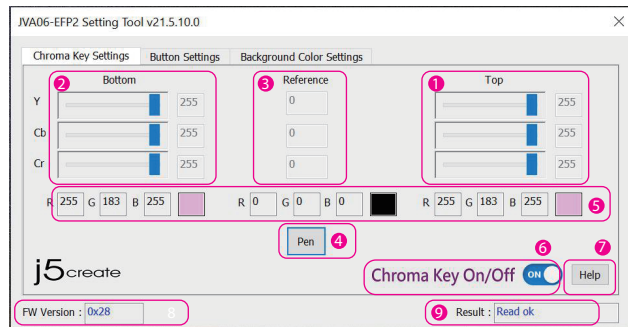 JVA06-EFP2 Setting Tool v21.5.10.0
Chroma Key Settings Button Settings Background Color Settings
2 Bottom 3 Reference 1 Top
Y 255 0 255
Cb 255 0 255
Cr 255 0 255
R 255 G 183 B 255 R 0 G 0 B 0 R 255 G 183 B 255 5
Pen 4
j5create Chroma Key On/Off ON 6 Help 7
FW Version : 0x28 8 9 Result : Read ok